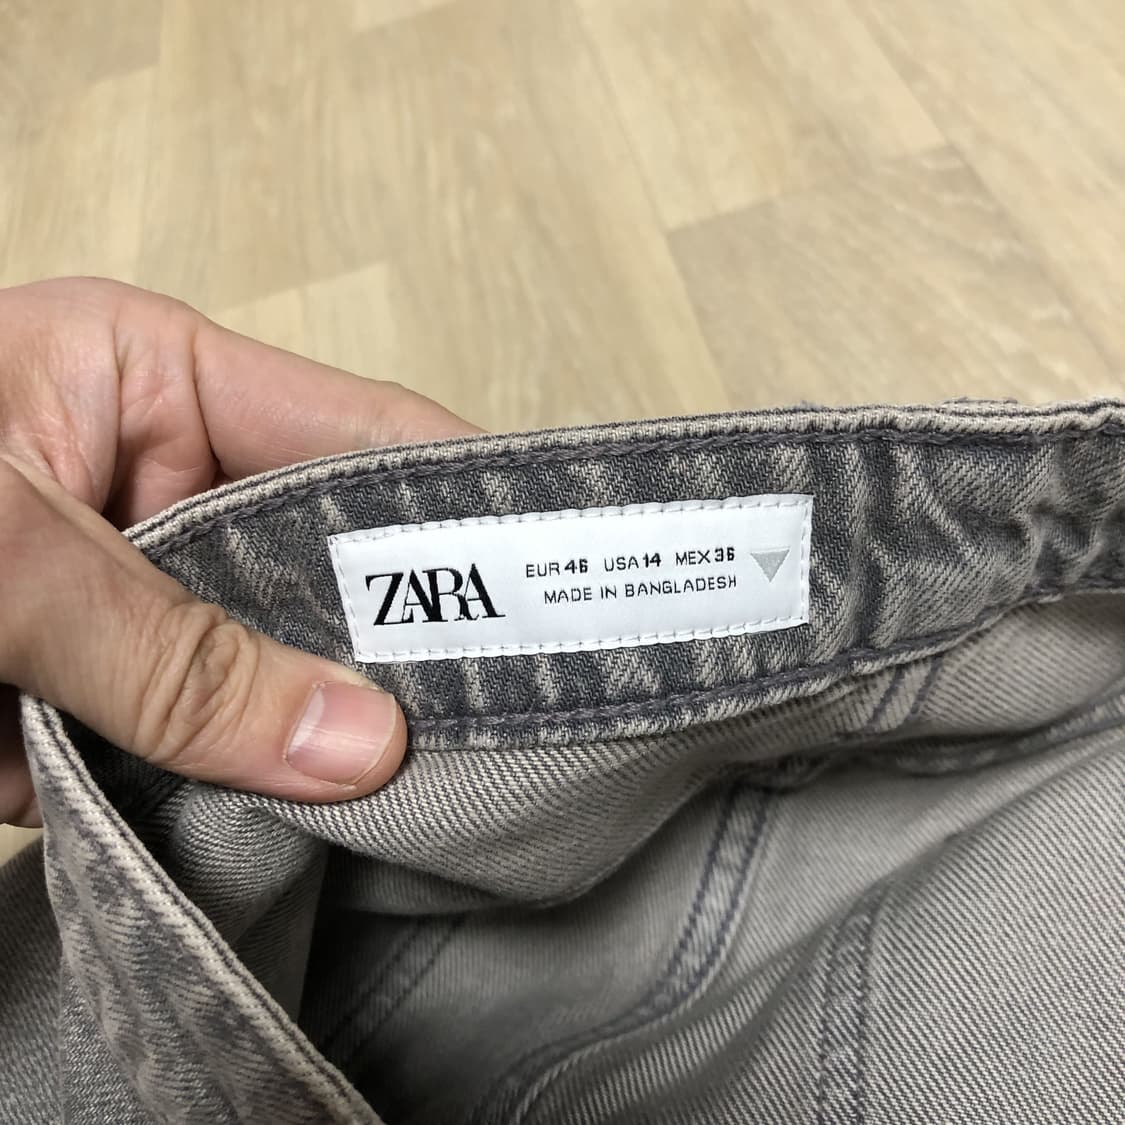 ZARA
EUR 46 USA 14 MEX 36
MADE IN BANGLADESH